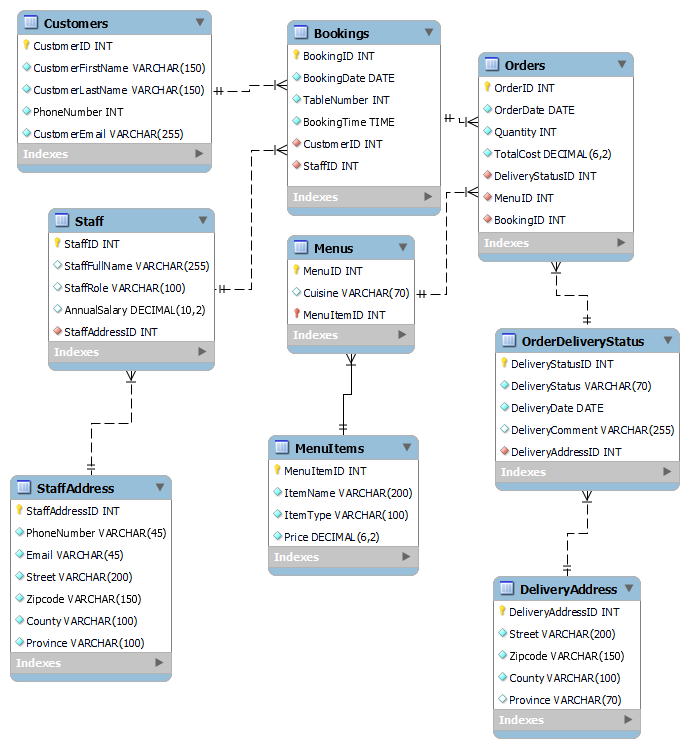 Customers
CustomerID INT
CustomerFirstName VARCHAR(150)
CustomerLastName VARCHAR(150)
PhoneNumber INT
CustomerEmail VARCHAR(255)
Indexes
Bookings
BookingID INT
BookingDate DATE
TableNumber INT
BookingTime TIME
CustomerID INT
StaffID INT
Indexes
Orders
OrderID INT
OrderDate DATE
Quantity INT
TotalCost DECIMAL(6,2)
DeliveryStatusID INT
MenuID INT
BookingID INT
Indexes
Staff
StaffID INT
StaffFullName VARCHAR(255)
StaffRole VARCHAR(100)
AnnualSalary DECIMAL(10,2)
StaffAddressID INT
Indexes
Menus
MenuID INT
Cuisine VARCHAR(70)
MenuItemID INT
Indexes
OrderDeliveryStatus
DeliveryStatusID INT
DeliveryStatus VARCHAR(70)
DeliveryDate DATE
DeliveryComment VARCHAR(255)
DeliveryAddressID INT
Indexes
StaffAddress
StaffAddressID INT
PhoneNumber VARCHAR(45)
Email VARCHAR(45)
Street VARCHAR(200)
Zipcode VARCHAR(150)
County VARCHAR(100)
Province VARCHAR(100)
Indexes
MenuItems
MenuItemID INT
ItemName VARCHAR(200)
ItemType VARCHAR(100)
Price DECIMAL(6,2)
Indexes
DeliveryAddress
DeliveryAddressID INT
Street VARCHAR(200)
Zipcode VARCHAR(150)
County VARCHAR(100)
Province VARCHAR(70)
Indexes